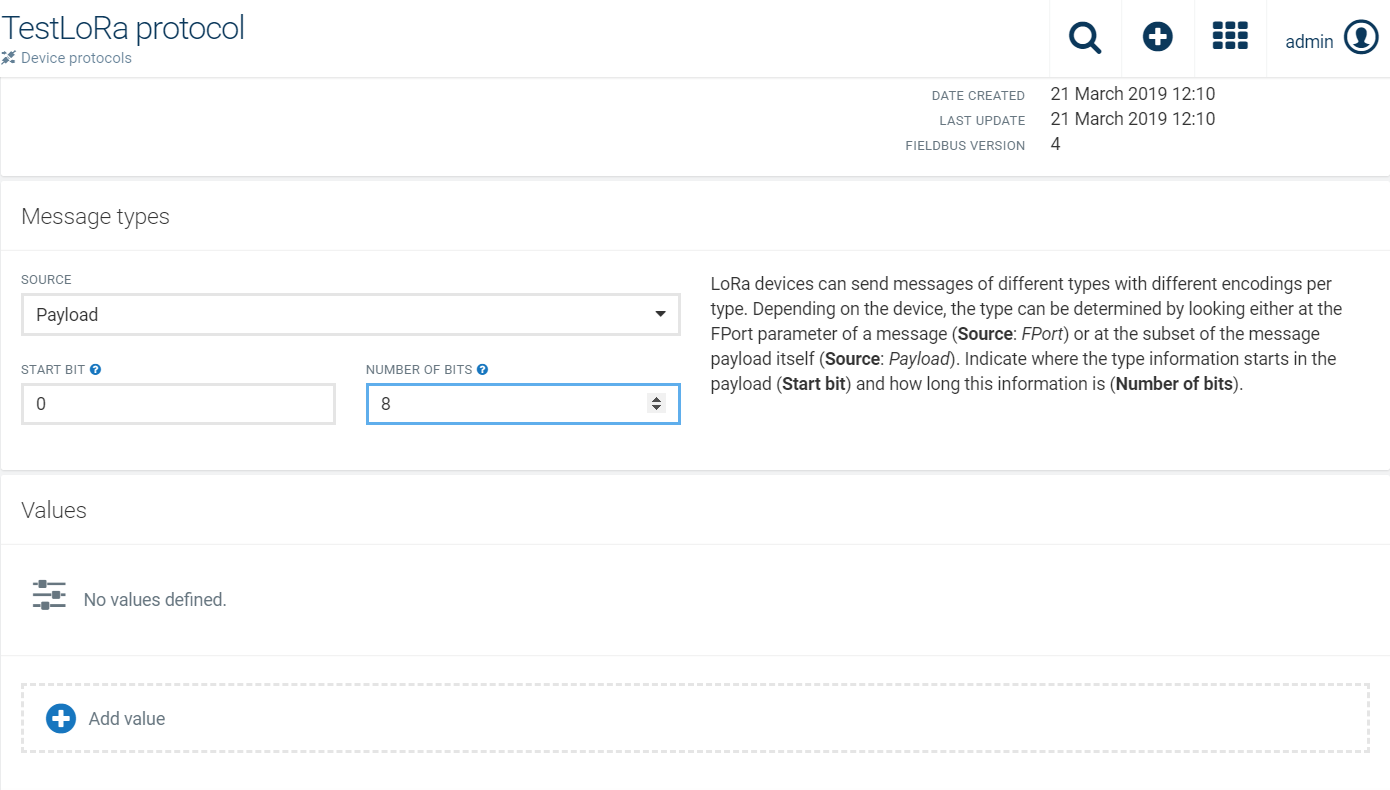 TestLoRa protocol
Device protocols
admin
DATE CREATED 21 March 2019 12:10
LAST UPDATE 21 March 2019 12:10
FIELDBUS VERSION 4
Message types
SOURCE
Payload
START BIT ?
NUMBER OF BITS ?
0
8
LoRa devices can send messages of different types with different encodings per
type. Depending on the device, the type can be determined by looking either at the
FPort parameter of a message (Source: FPort) or at the subset of the message
payload itself (Source: Payload). Indicate where the type information starts in the
payload (Start bit) and how long this information is (Number of bits).
Values
No values defined.
Add value